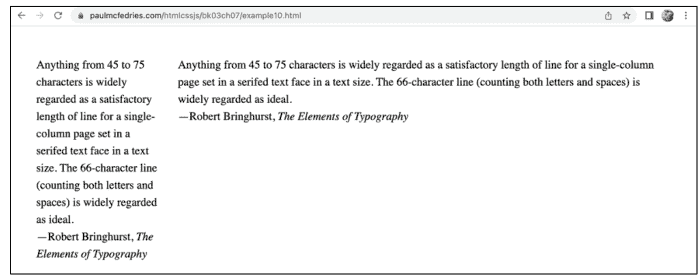 paulmcfedries.com/htmlcssjs/bk03ch07/example10.html
Anything from 45 to 75
characters is widely
regarded as a satisfactory
length of line for a single-
column page set in a
serifed text face in a text
size. The 66-character line
(counting both letters and
spaces) is widely regarded
as ideal.
—Robert Bringhurst, The
Elements of Typography
Anything from 45 to 75 characters is widely regarded as a satisfactory length of line for a single-column
page set in a serifed text face in a text size. The 66-character line (counting both letters and spaces) is
widely regarded as ideal.
—Robert Bringhurst, The Elements of Typography